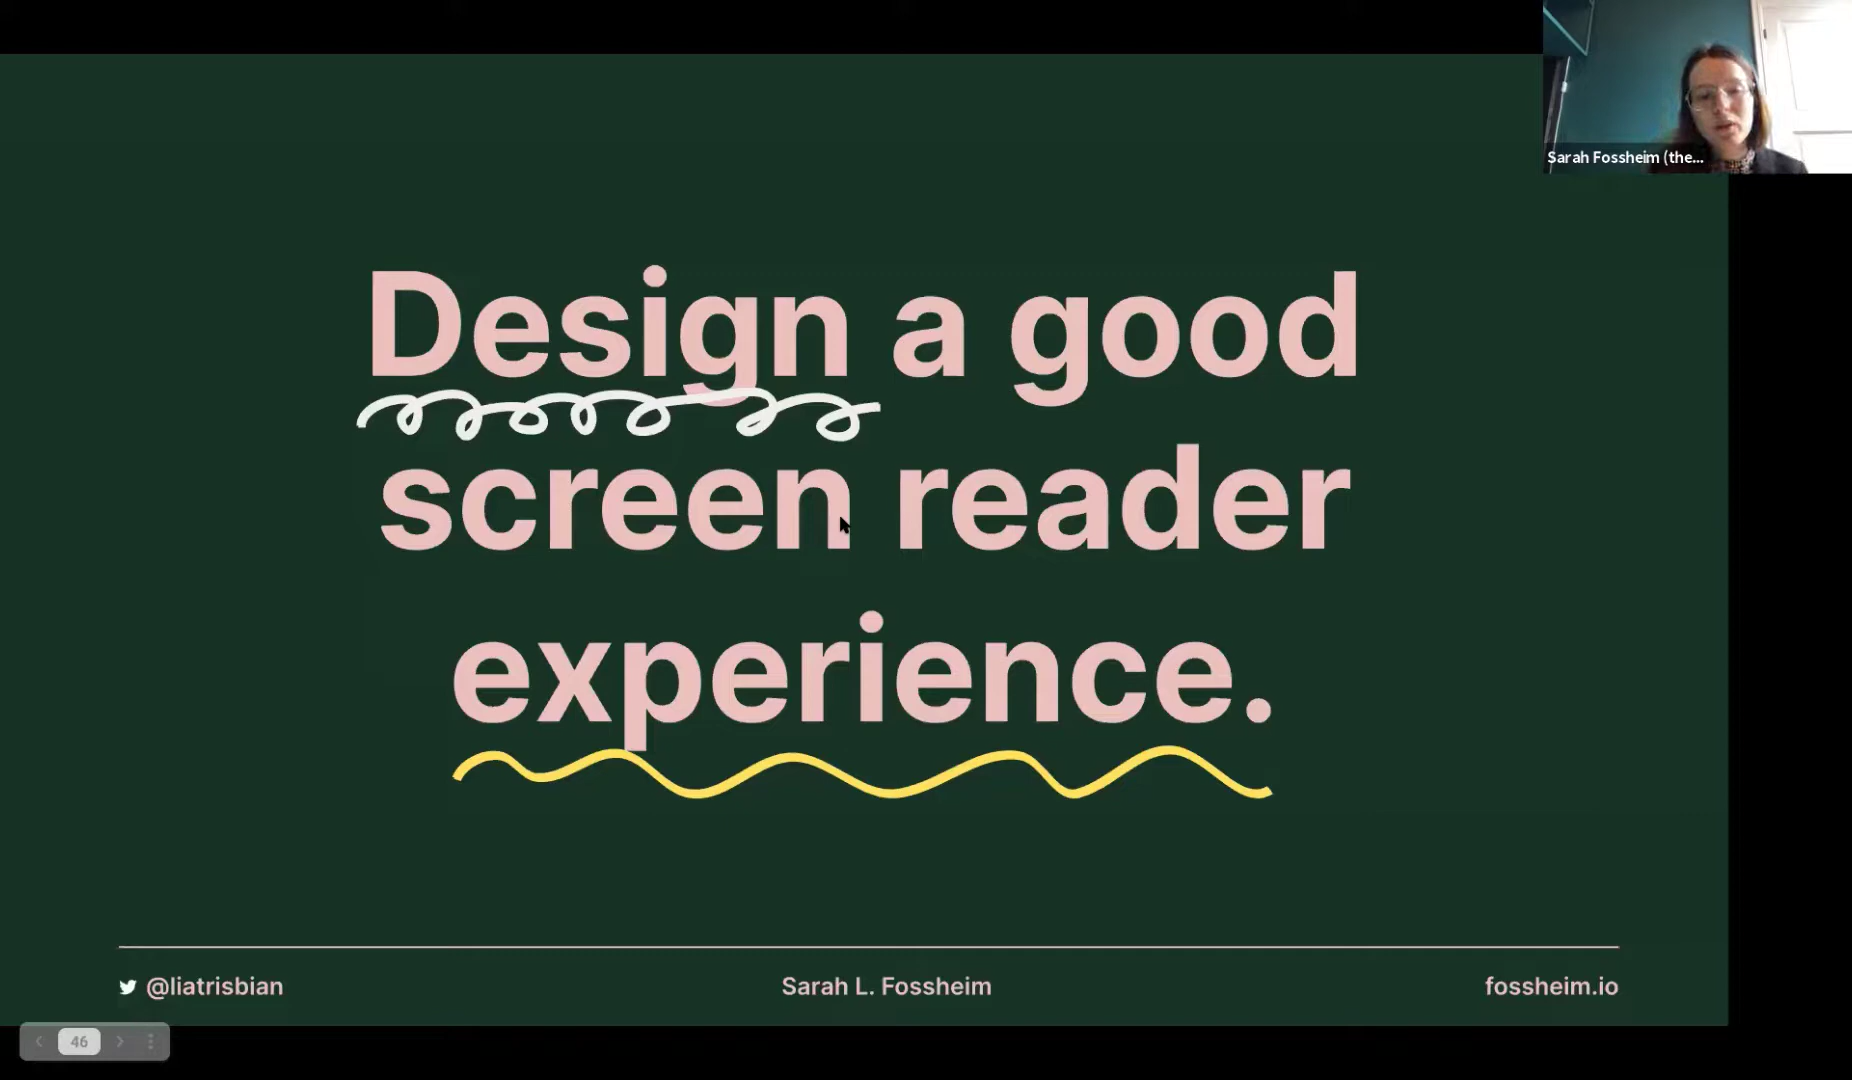 Sarah Fossheim (the...
Design a good
screen reader
experience.
@liatrisbian
Sarah L. Fossheim
fossheim.io
46